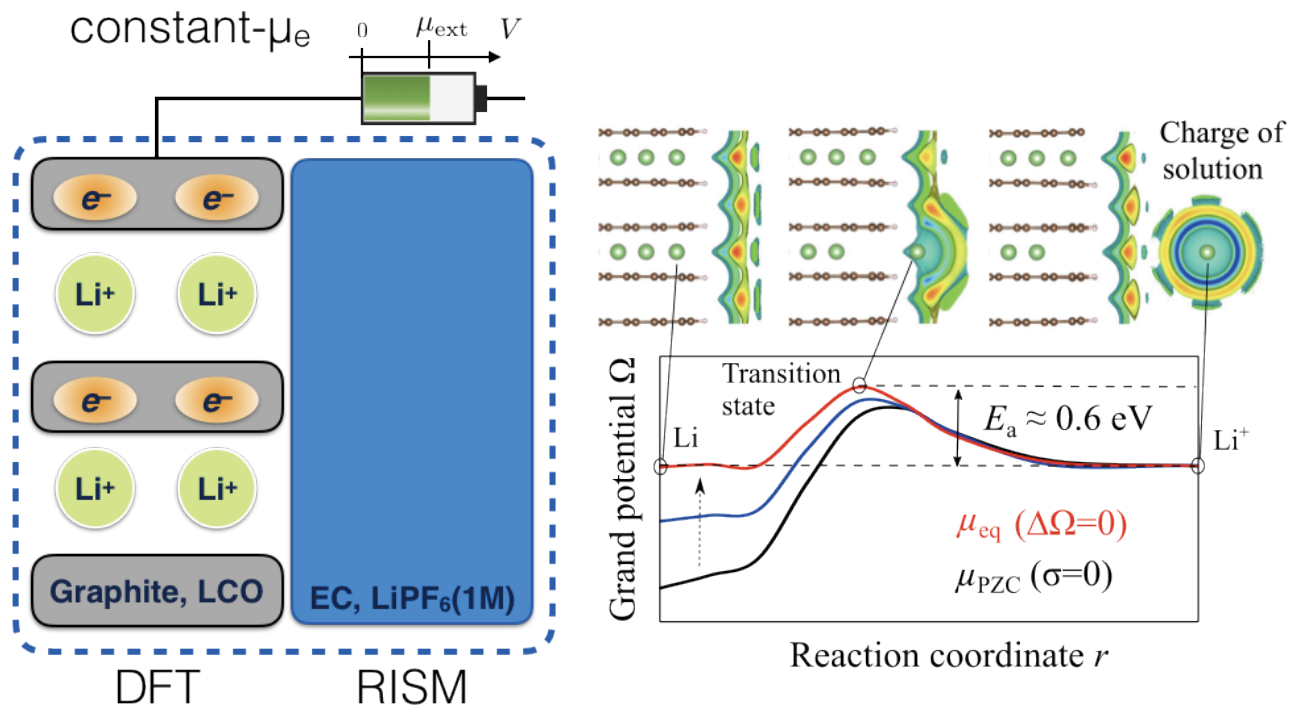 constant-μe
0
μext
V
e–
e–
Li+
Li+
e–
e–
Li+
Li+
Graphite, LCO
EC, LiPF6(1M)
DFT
RISM
Charge of
solution
Grand potential Ω
Transition
state
Li
Ea ≈ 0.6 eV
Li+
μeq (ΔΩ=0)
μPZC (σ=0)
Reaction coordinate r